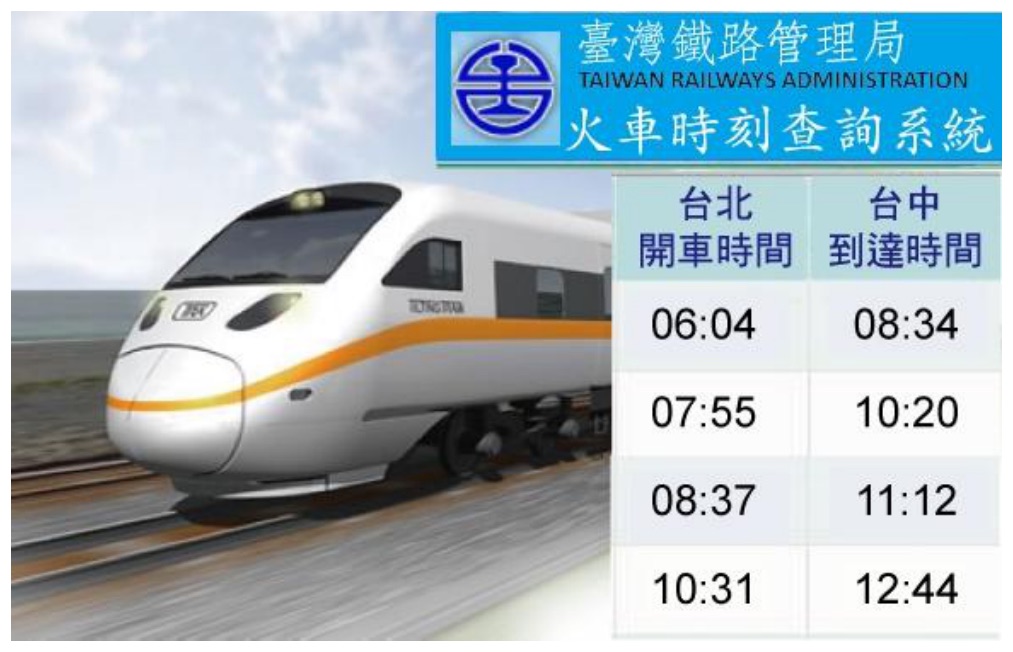 臺灣鐵路管理局
TAIWAN RAILWAYS ADMINISTRATION
火車時刻查詢系統
台北 台中
開車時間 到達時間
06:04 08:34
07:55 10:20
08:37 11:12
10:31 12:44
TILTING TRAIN